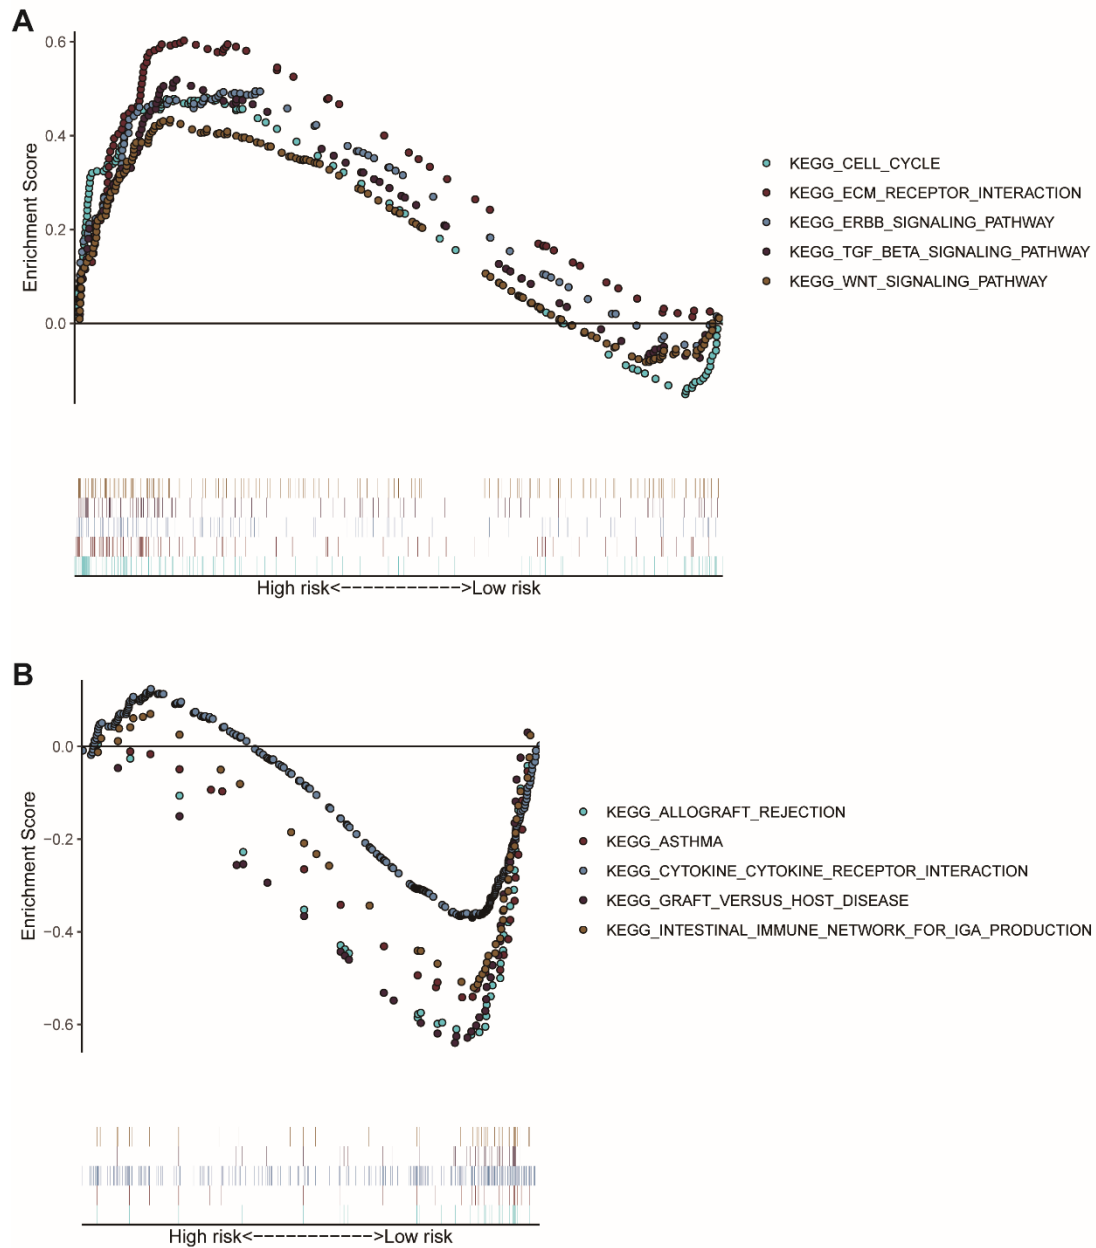 A
0.6
0.4
0.2
0.0
Enrichment Score
KEGG_CELL_CYCLE
KEGG_ECM_RECEPTOR_INTERACTION
KEGG_ERBB_SIGNALING_PATHWAY
KEGG_TGF_BETA_SIGNALING_PATHWAY
KEGG_WNT_SIGNALING_PATHWAY
High risk<----------->Low risk
B
0.0
−0.2
−0.4
−0.6
Enrichment Score
KEGG_ALLOGRAFT_REJECTION
KEGG_ASTHMA
KEGG_CYTOKINE_CYTOKINE_RECEPTOR_INTERACTION
KEGG_GRAFT_VERSUS_HOST_DISEASE
KEGG_INTESTINAL_IMMUNE_NETWORK_FOR_IGA_PRODUCTION
High risk<----------->Low risk